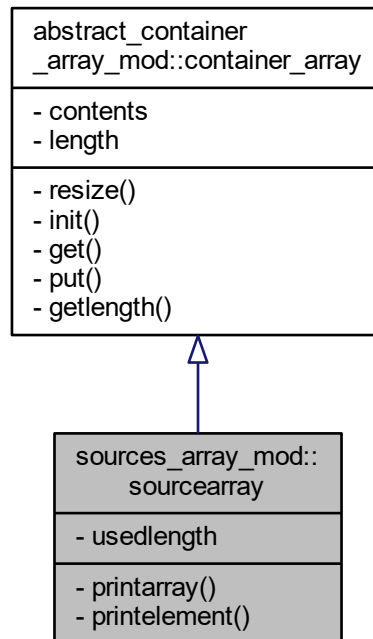 abstract_container
_array_mod::container_array
- contents
- length
- resize()
- init()
- get()
- put()
- getlength()
sources_array_mod::
sourcearray
- usedlength
- printarray()
- printelement()